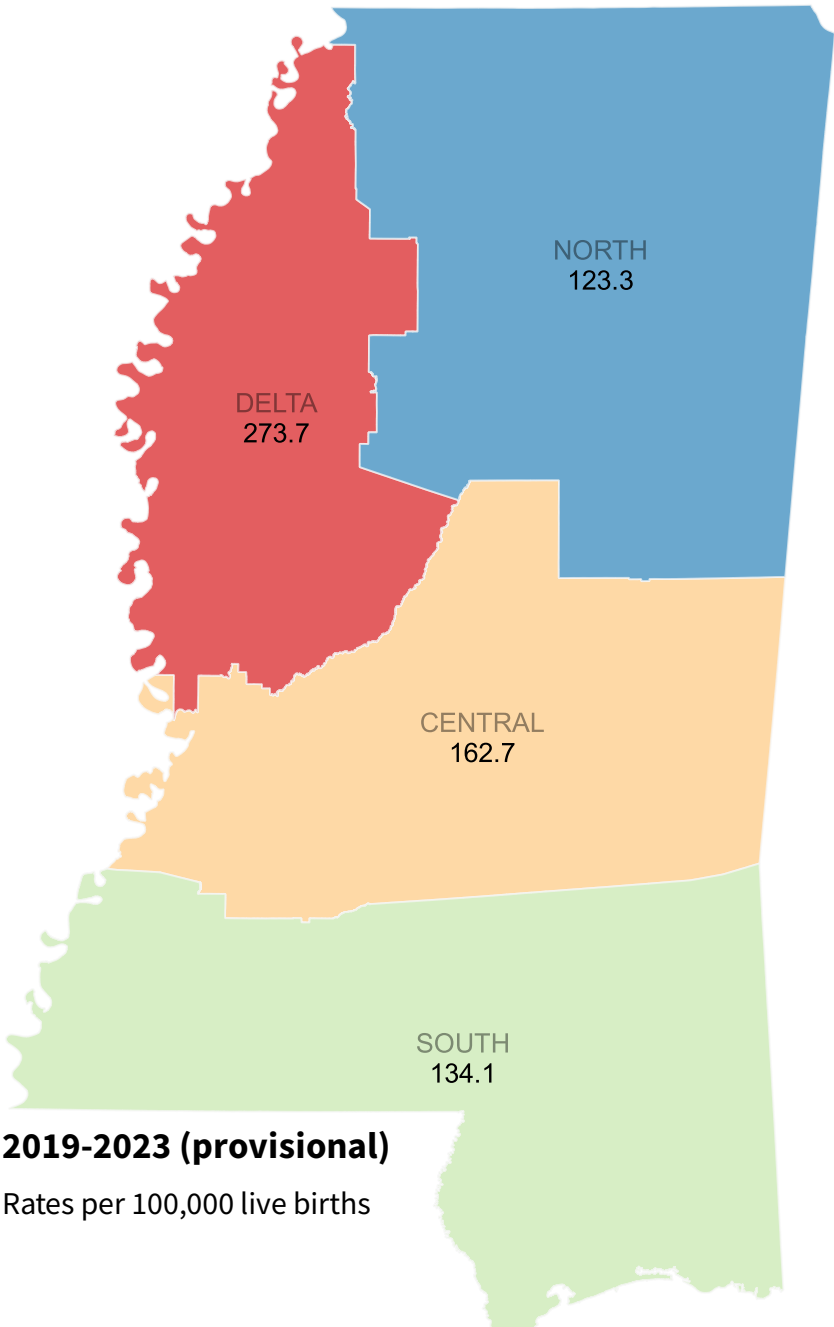 NORTH
123.3
DELTA
273.7
CENTRAL
162.7
SOUTH
134.1
2019-2023 (provisional)
Rates per 100,000 live births